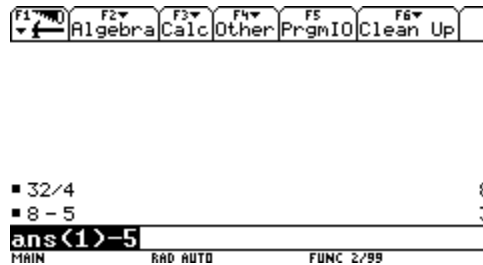 F1 F2 F3 F4 F5 F6
Algebra Calc Other PrgmIO Clean Up
32/4
8 - 5
ans(1)-5
MAIN RAD AUTO FUNC 2/99